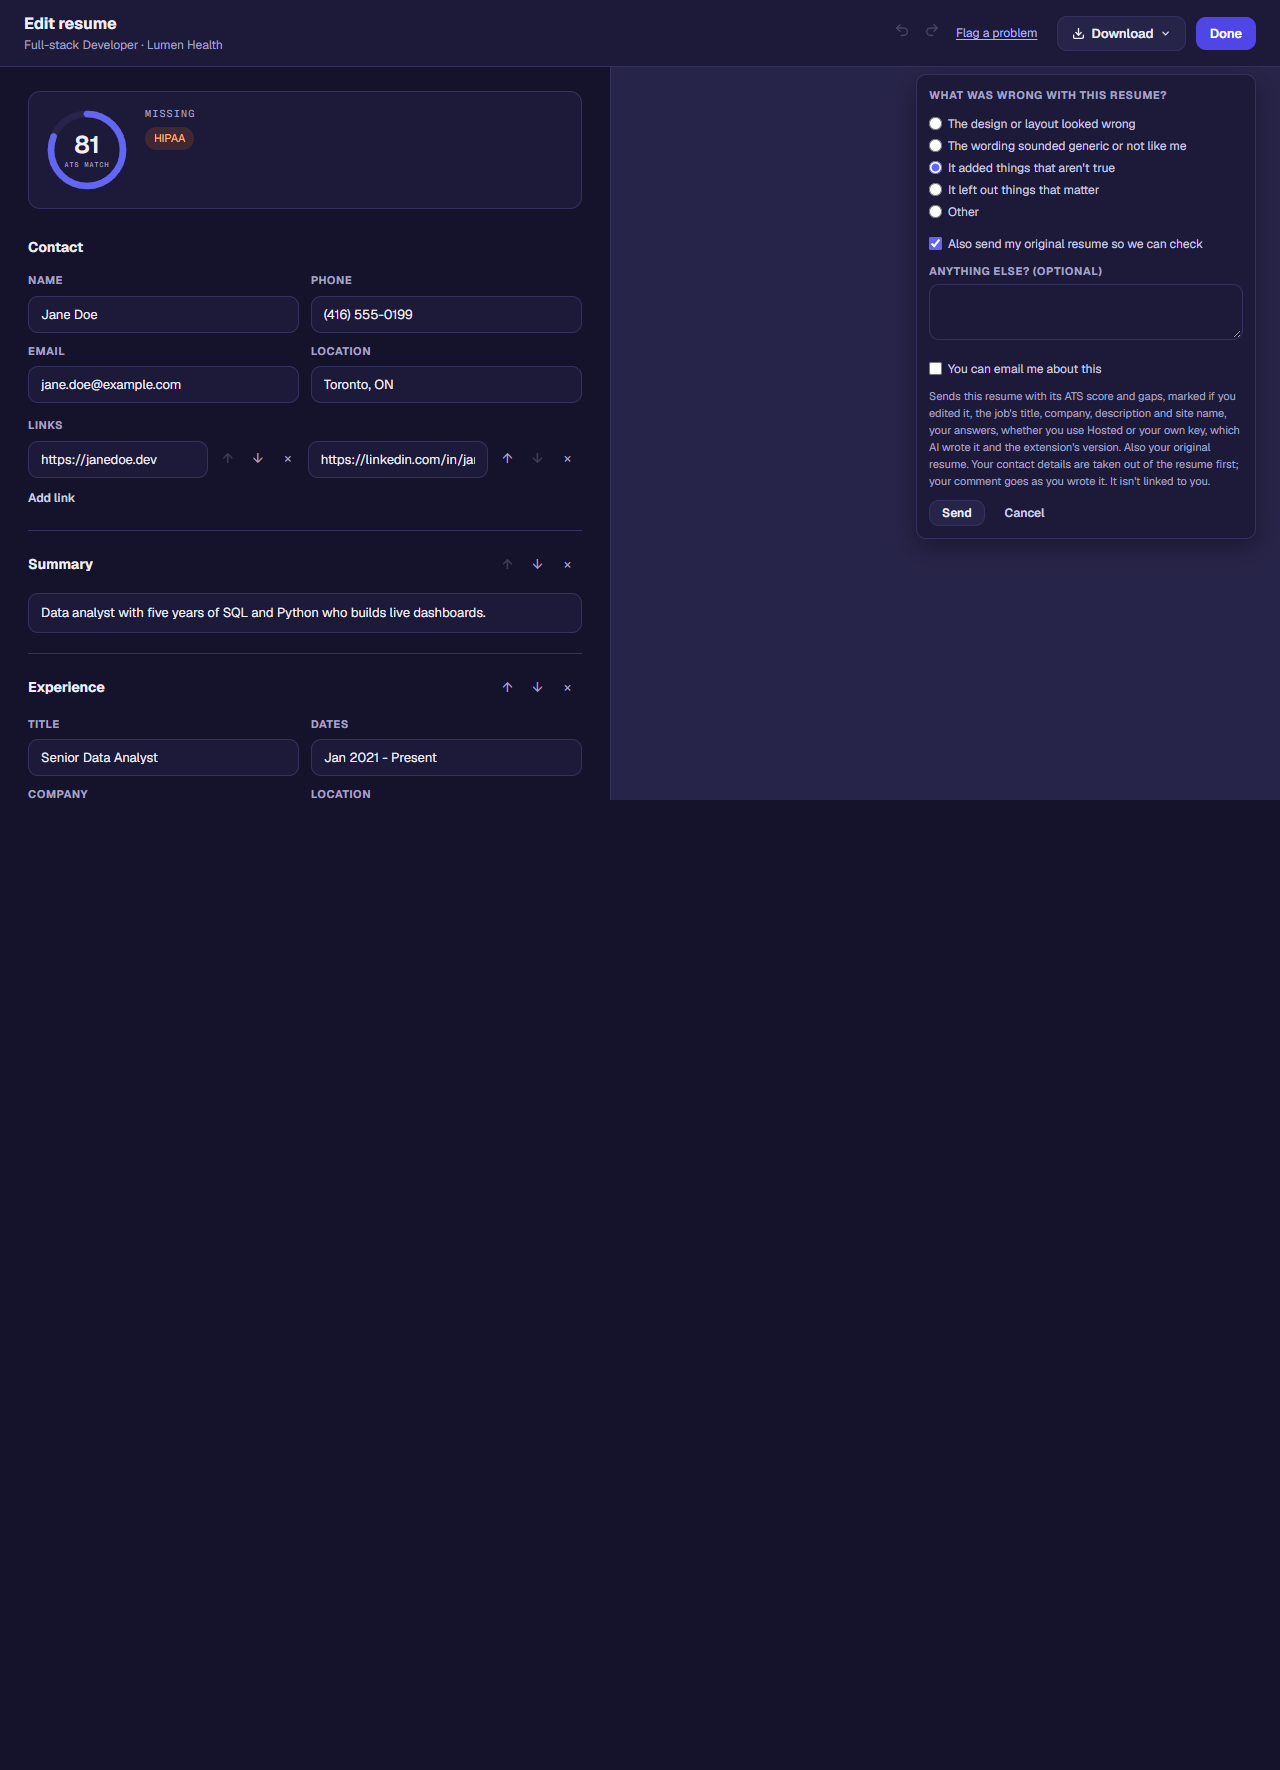 Edit resume
Full-stack Developer · Lumen Health
Flag a problem
Download
Done
81
ATS MATCH
MISSING
HIPAA
Contact
NAME
PHONE
Jane Doe
(416) 555-0199
EMAIL
LOCATION
jane.doe@example.com
Toronto, ON
LINKS
https://janedoe.dev
https://linkedin.com/in/ja
Add link
Summary
Data analyst with five years of SQL and Python who builds live dashboards.
Experience
TITLE
DATES
Senior Data Analyst
Jan 2021 - Present
COMPANY
LOCATION
WHAT WAS WRONG WITH THIS RESUME?
The design or layout looked wrong
The wording sounded generic or not like me
It added things that aren't true
It left out things that matter
Other
Also send my original resume so we can check
ANYTHING ELSE? (OPTIONAL)
You can email me about this
Sends this resume with its ATS score and gaps, marked if you
edited it, the job's title, company, description and site name,
your answers, whether you use Hosted or your own key, which
AI wrote it and the extension's version. Also your original
resume. Your contact details are taken out of the resume first;
your comment goes as you wrote it. It isn't linked to you.
Send
Cancel